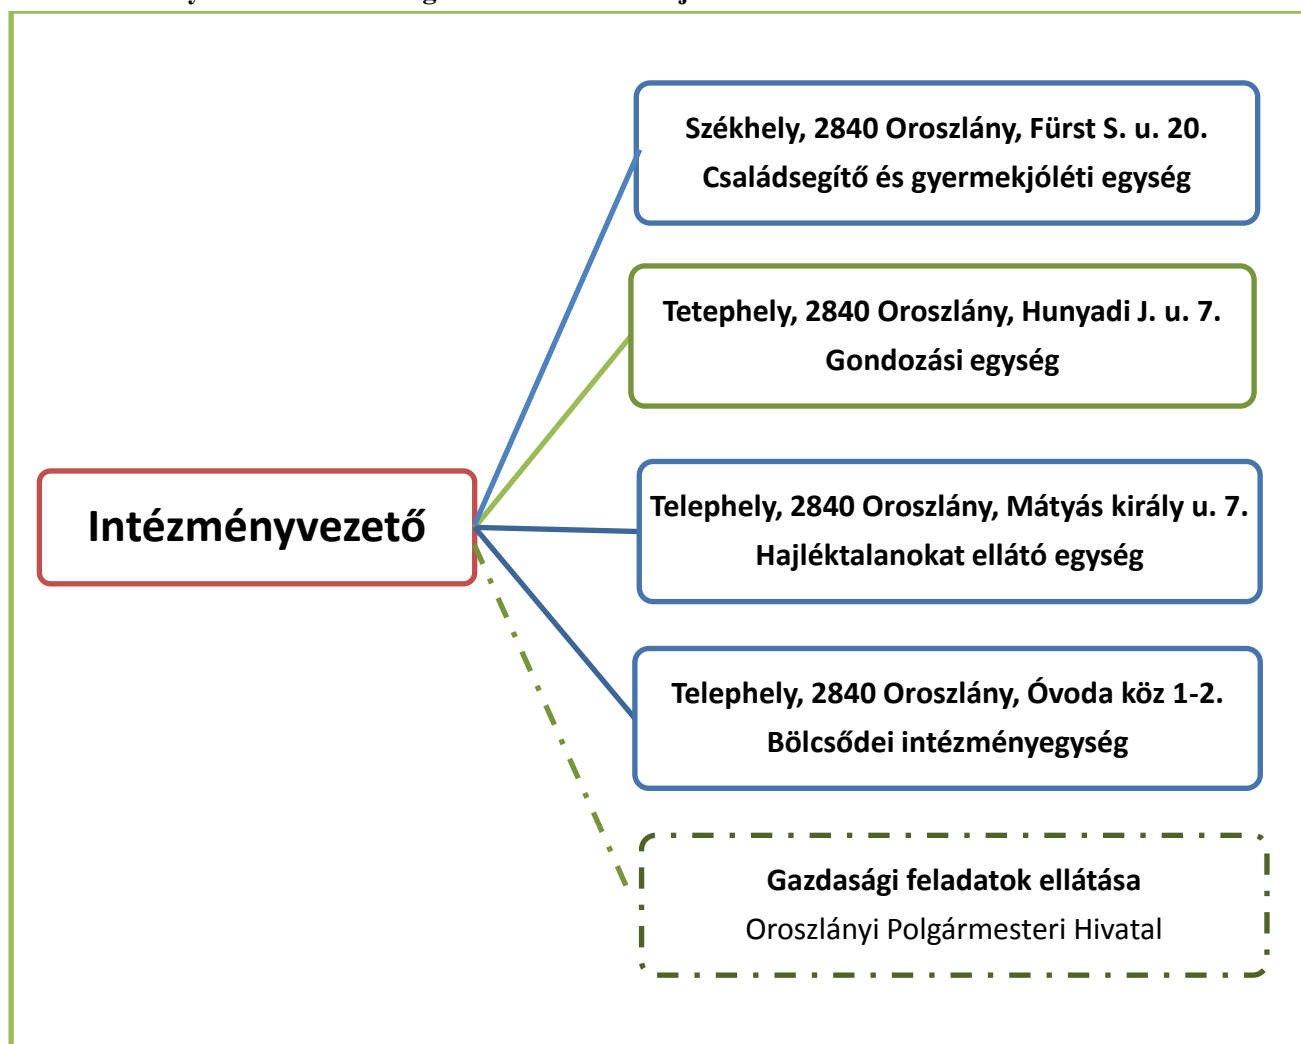 Székhely, 2840 Oroszlány, Fürst S. u. 20.
Családsegítő és gyermekjóléti egység
Tetephely, 2840 Oroszlány, Hunyadi J. u. 7.
Gondozási egység
Intézményvezető
Telephely, 2840 Oroszlány, Mátyás király u. 7.
Hajléktalanokat ellátó egység
Telephely, 2840 Oroszlány, Óvoda köz 1-2.
Bölcsődei intézményegység
Gazdasági feladatok ellátása
Oroszlányi Polgármesteri Hivatal